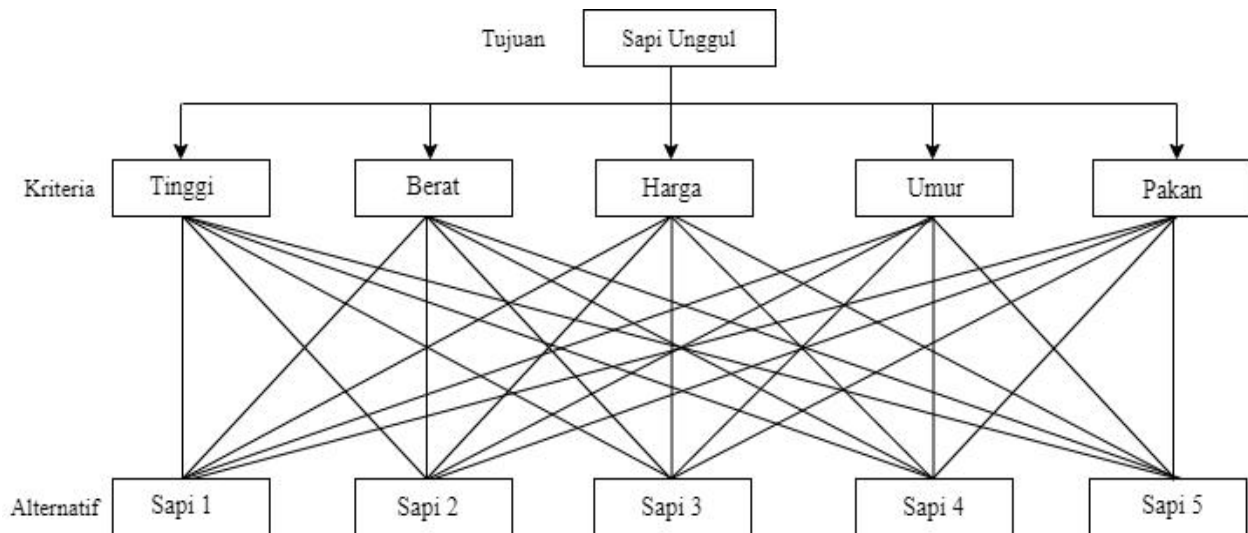 Tujuan
Sapi Unggul
Kriteria
Tinggi
Berat
Harga
Umur
Pakan
Alternatif
Sapi 1
Sapi 2
Sapi 3
Sapi 4
Sapi 5